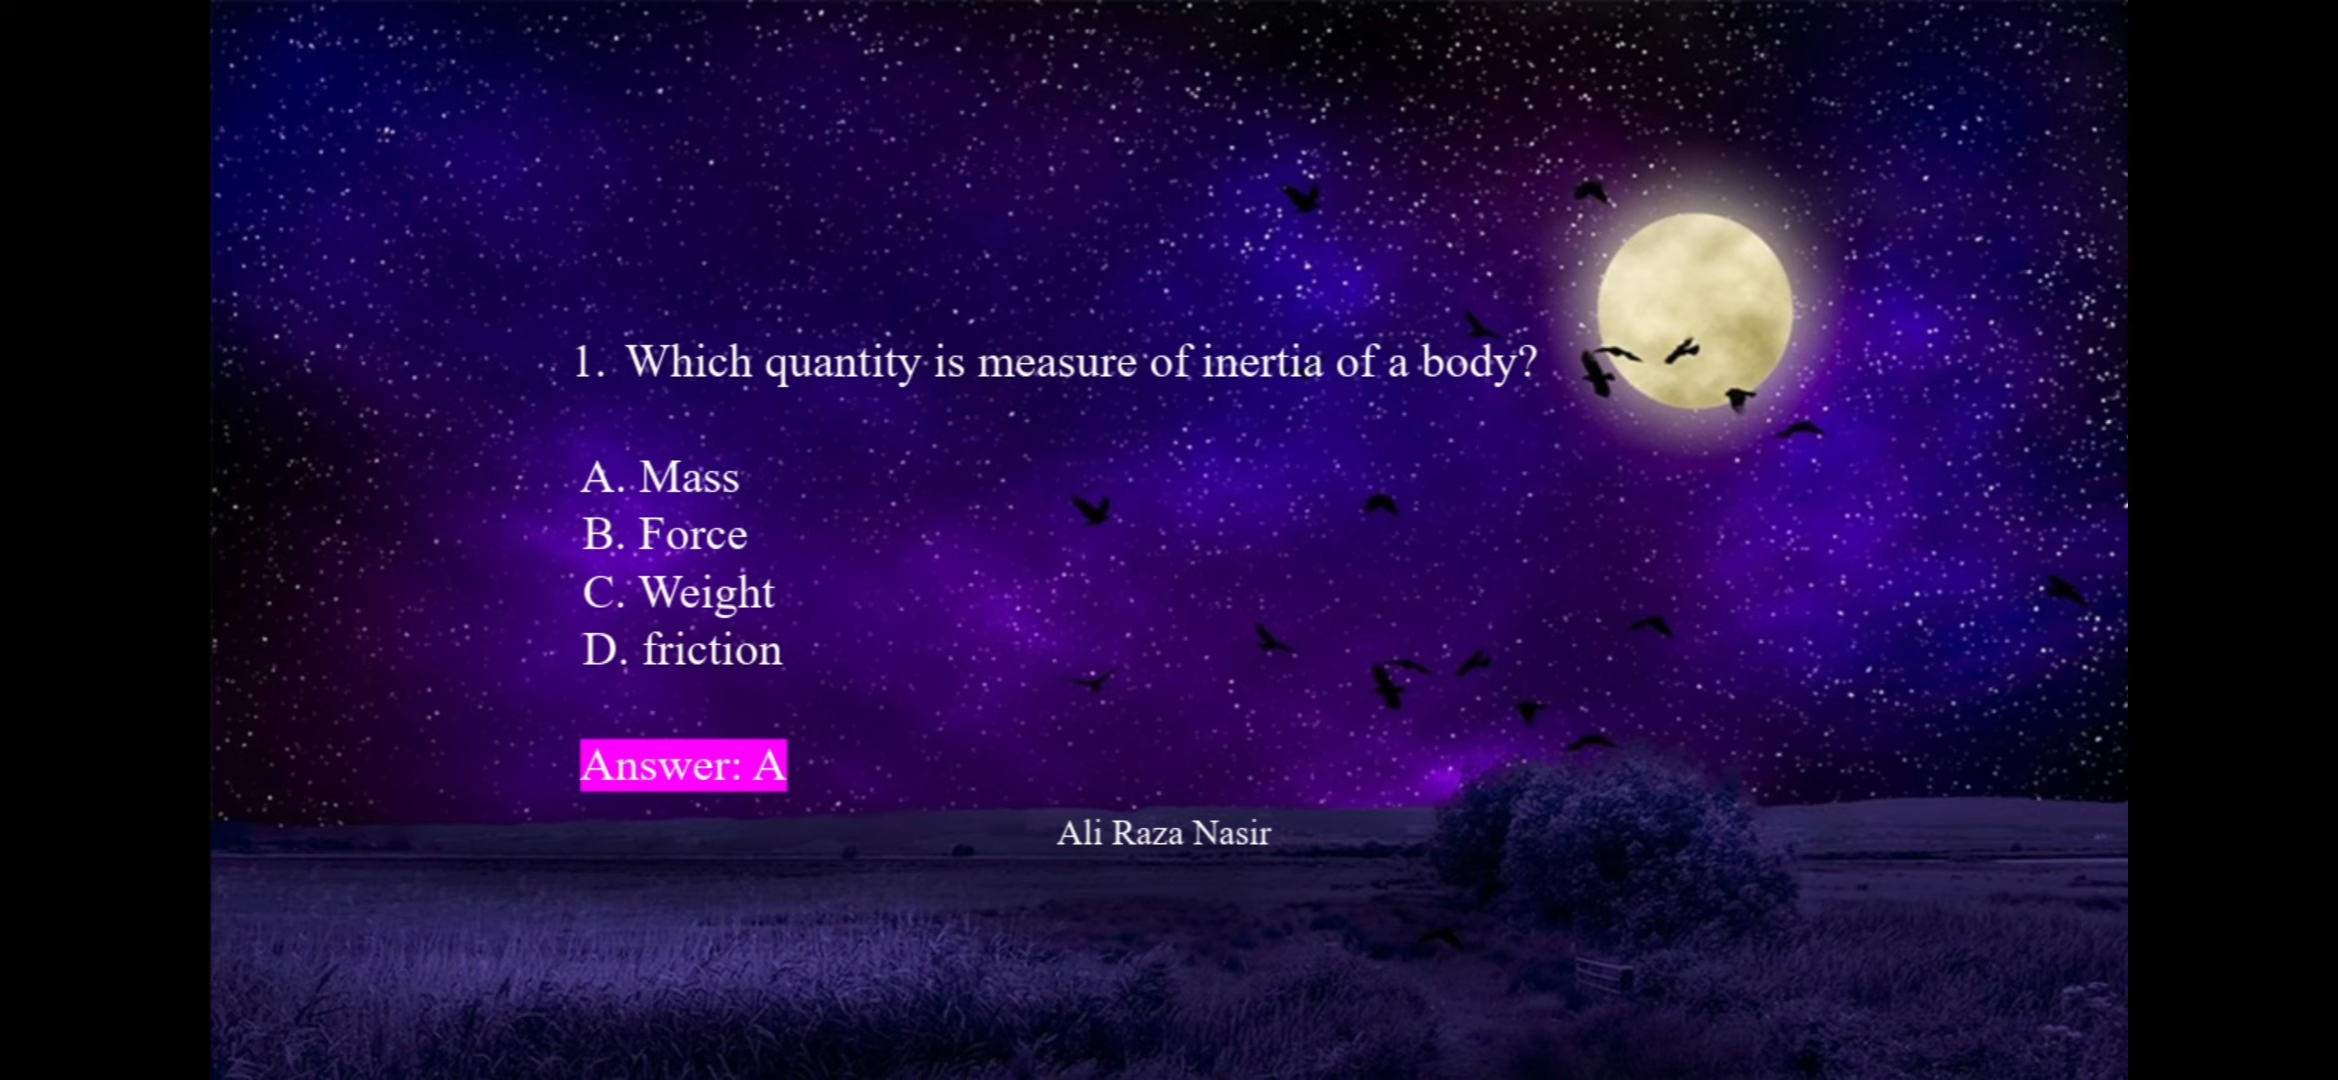 1. Which quantity is measure of inertia of a body?
A. Mass
B. Force
C. Weight
D. friction
Answer: A
Ali Raza Nasir